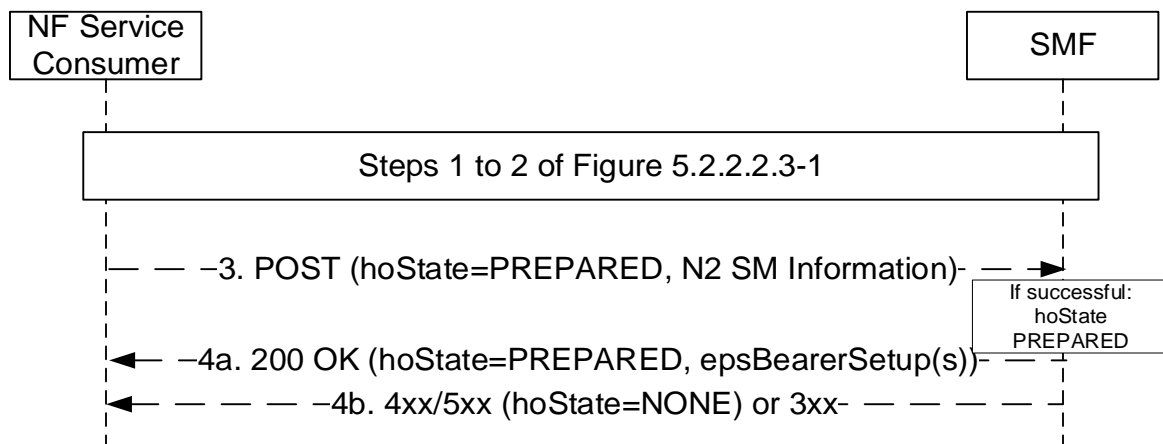 NF Service
Consumer
SMF
Steps 1 to 2 of Figure 5.2.2.2.3-1
3. POST (hoState=PREPARED, N2 SM Information)
If successful:
hoState
PREPARED
4a. 200 OK (hoState=PREPARED, epsBearerSetup(s))
4b. 4xx/5xx (hoState=NONE) or 3xx